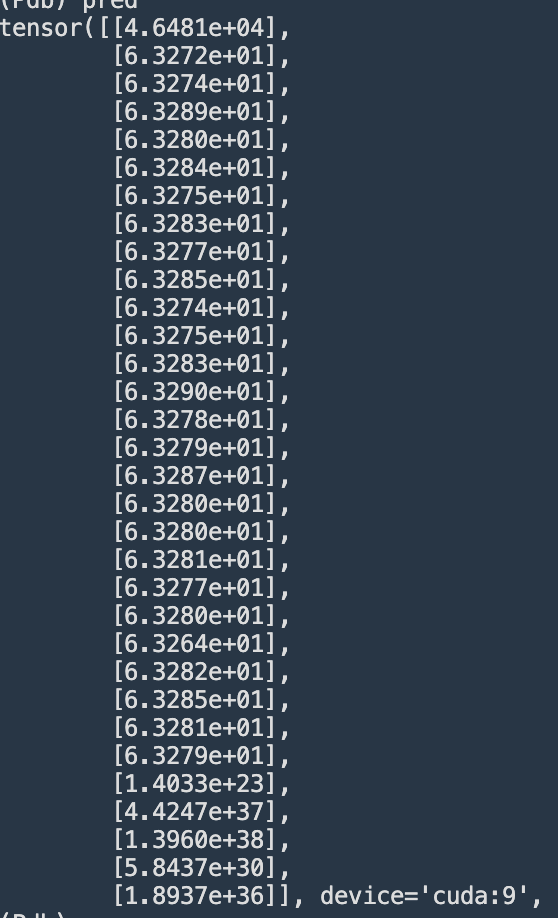 (Pdb) pred
tensor([[4.6481e+04],
[6.3272e+01],
[6.3274e+01],
[6.3289e+01],
[6.3280e+01],
[6.3284e+01],
[6.3275e+01],
[6.3283e+01],
[6.3277e+01],
[6.3285e+01],
[6.3274e+01],
[6.3275e+01],
[6.3283e+01],
[6.3290e+01],
[6.3278e+01],
[6.3279e+01],
[6.3287e+01],
[6.3280e+01],
[6.3280e+01],
[6.3281e+01],
[6.3277e+01],
[6.3280e+01],
[6.3264e+01],
[6.3282e+01],
[6.3285e+01],
[6.3281e+01],
[6.3279e+01],
[1.4033e+23],
[4.4247e+37],
[1.3960e+38],
[5.8437e+30],
[1.8937e+36]], device='cuda:9',